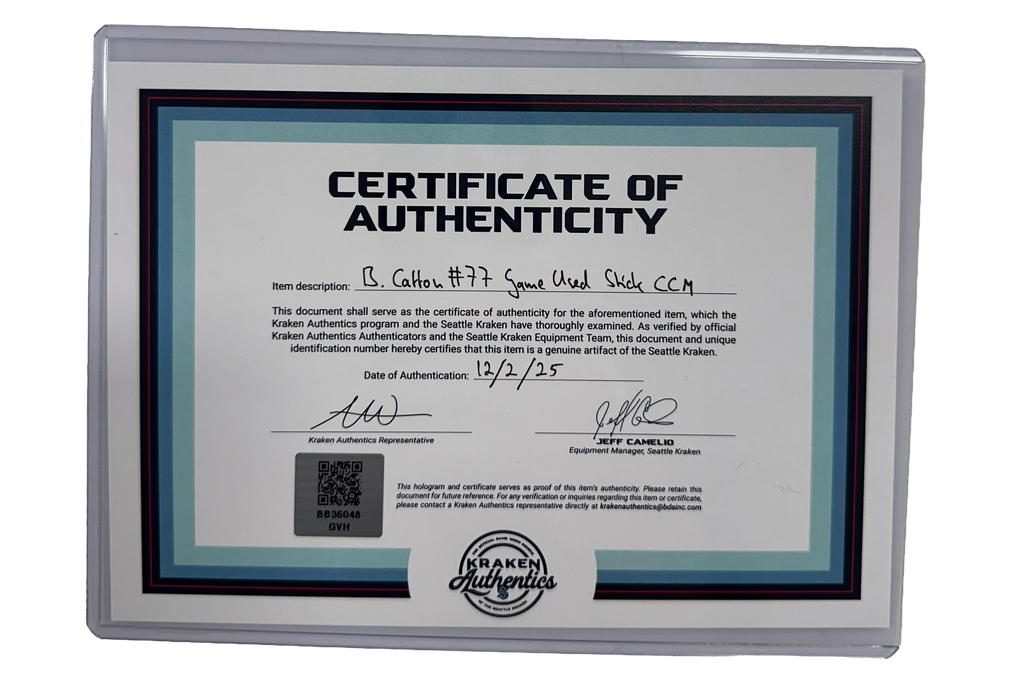 CERTIFICATE OF
AUTHENTICITY
Item description: B. Catton #77 Game Used Stick CCM
This document shall serve as the certificate of authenticity for the aforementioned item, which the
Kraken Authentics program and the Seattle Kraken have thoroughly examined. As verified by official
Kraken Authentics Authenticators and the Seattle Kraken Equipment Team, this document and unique
identification number hereby certifies that this item is a genuine artifact of the Seattle Kraken.
Date of Authentication: 12/2/25
Kraken Authentics Representative
JEFF CAMELIO
Equipment Manager, Seattle Kraken
BB36048
GVH
This hologram and certificate serves as proof of this item's authenticity. Please retain this
document for future reference. For any verification or inquiries regarding this item or certificate,
please contact a Kraken Authentics representative directly at krakenauthentics@bdainc.com
KRAKEN
Authentics
OF THE SEATTLE KRAKEN